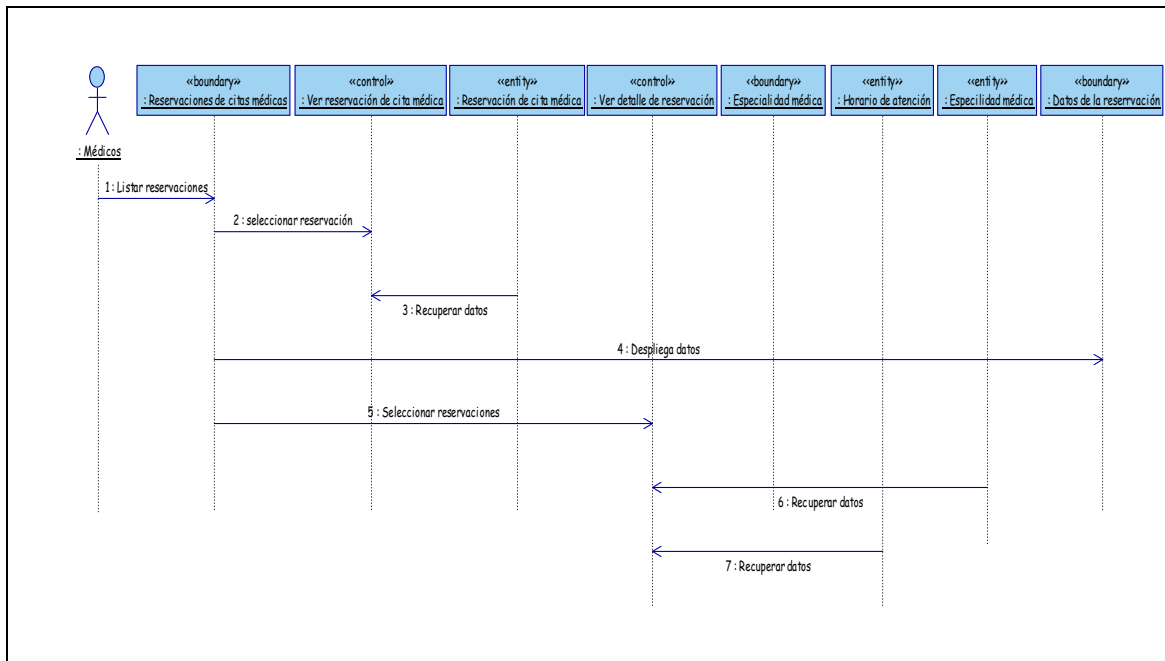 «boundary»
: Reservaciones de citas médicas
«control»
: Ver reservación de cita médica
«entity»
: Reservación de cita médica
«control»
: Ver detalle de reservación
«boundary»
: Especialidad médica
«entity»
: Horario de atención
«entity»
: Especilidad médica
«boundary»
: Datos de la reserrvación
: Médicos
1 : Listar reservaciones
2 : seleccionar reservación
3 : Recuperar datos
4 : Despliega datos
5 : Seleccionar reservaciones
6 : Recuperar datos
7 : Recuperar datos